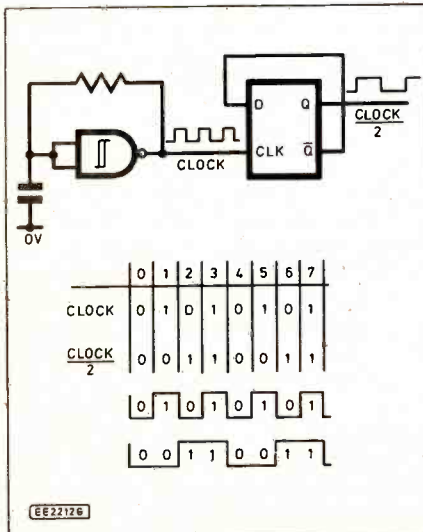 D Q
CLOCK
CLK Q̅
CLOCK
2
0V
0 1 2 3 4 5 6 7
CLOCK 0 1 0 1 0 1 0 1
CLOCK
2
0 0 1 1 0 0 1 1
0 1 0 1 0 1 0 1
0 0 1 1 0 0 1 1
EE2212G